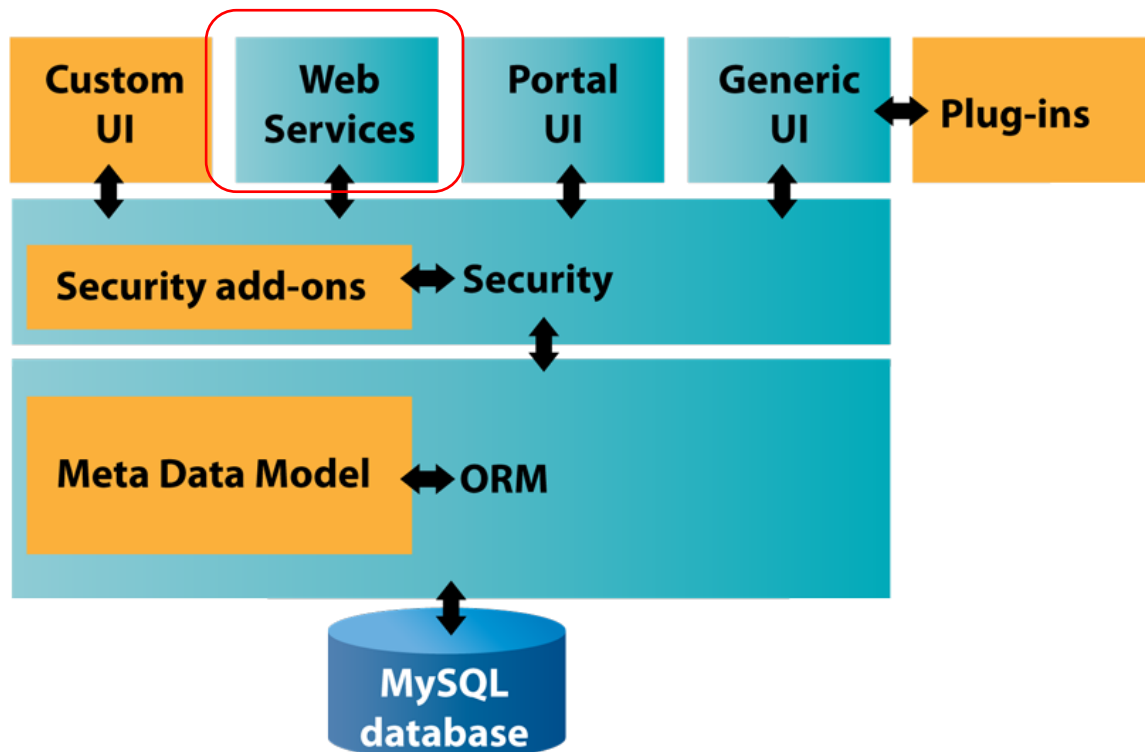 Custom
UI
Web
Services
Portal
UI
Generic
UI
Plug-ins
Security add-ons
Security
Meta Data Model
ORM
MySQL
database